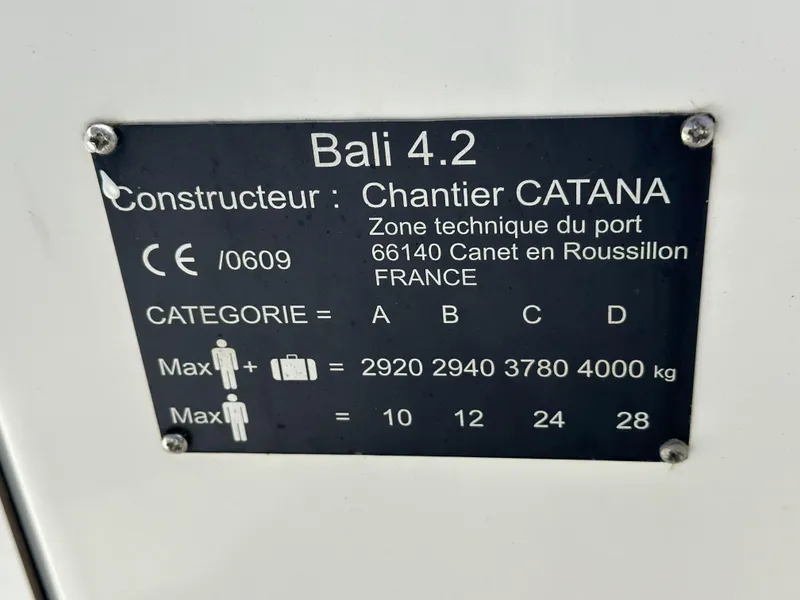 Bali 4.2
Constructeur : Chantier CATANA
Zone technique du port
66140 Canet en Roussillon
FRANCE
CE /0609
CATEGORIE = A B C D
Max + = 2920 2940 3780 4000 kg
Max = 10 12 24 28